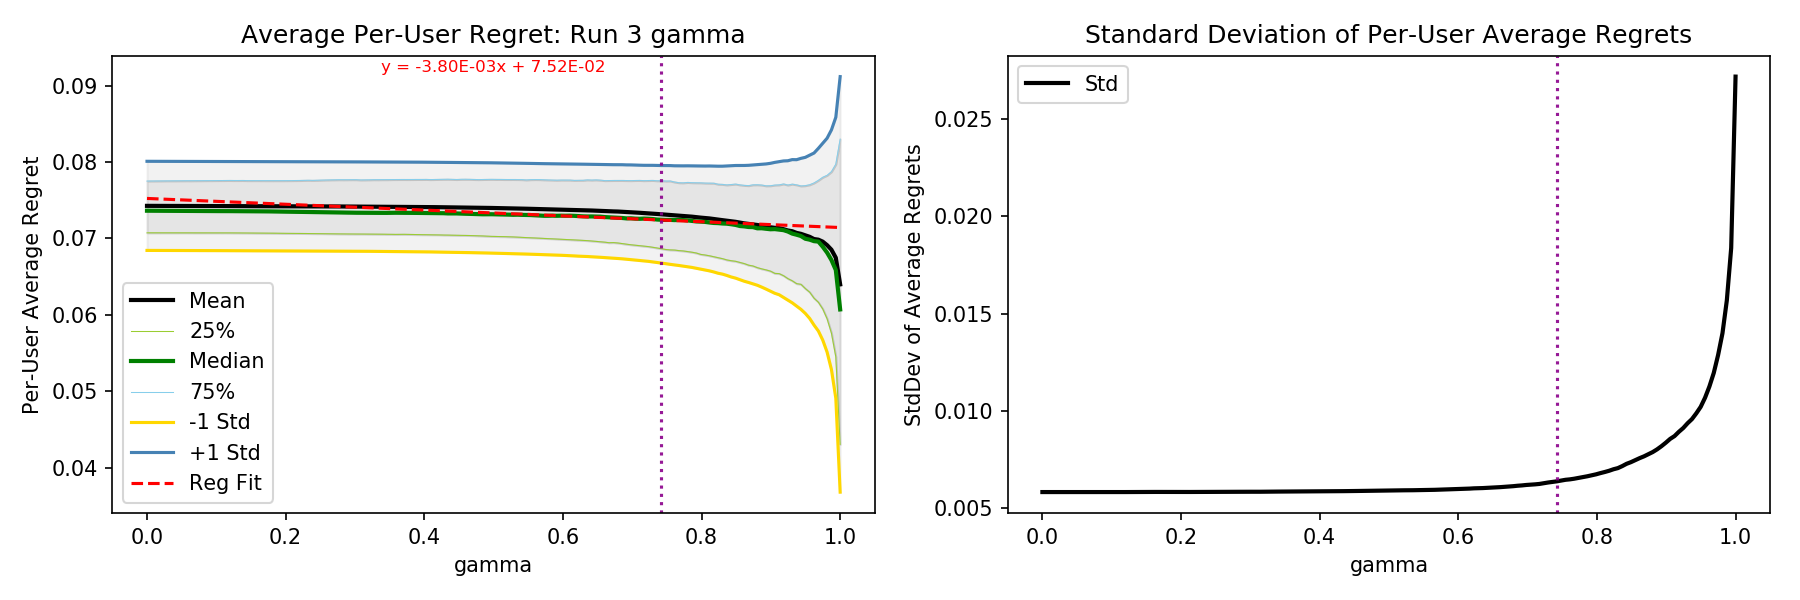 Average Per-User Regret: Run 3 gamma
y = -3.80E-03x + 7.52E-02
0.09
0.08
0.07
0.06
0.05
0.04
Per-User Average Regret
Mean
25%
Median
75%
-1 Std
+1 Std
Reg Fit
0.0 0.2 0.4 0.6 0.8 1.0
gamma
Standard Deviation of Per-User Average Regrets
Std
0.025
0.020
0.015
0.010
0.005
StdDev of Average Regrets
0.0 0.2 0.4 0.6 0.8 1.0
gamma